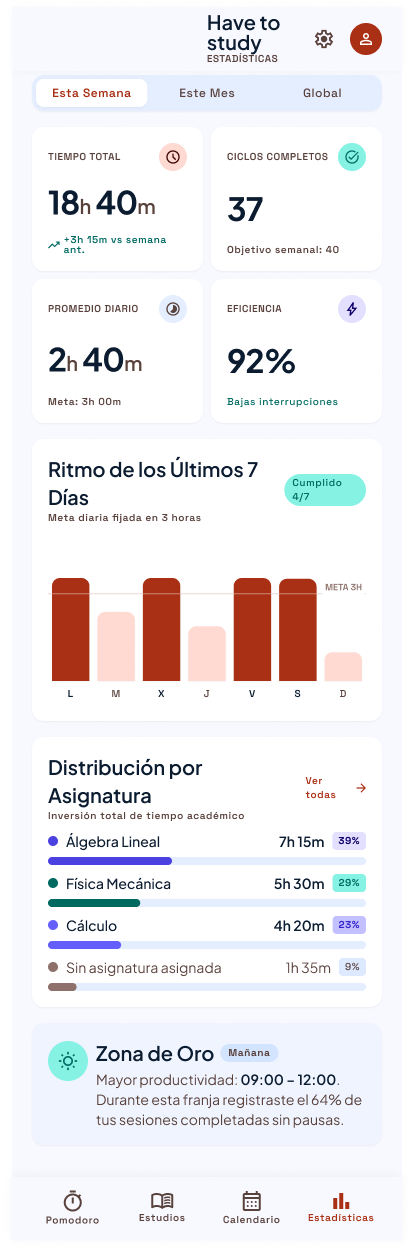 Have to
study
ESTADÍSTICAS
Esta Semana Este Mes Global
TIEMPO TOTAL
18h 40m
+3h 15m vs semana
ant.
CICLOS COMPLETOS
37
Objetivo semanal: 40
PROMEDIO DIARIO
2h 40m
Meta: 3h 00m
EFICIENCIA
92%
Bajas interrupciones
Ritmo de los Últimos 7
Días
Meta diaria fijada en 3 horas
Cumplido
4/7
META 3H
L M X J V S D
Distribución por
Asignatura
Inversión total de tiempo académico
Ver
todas
Álgebra Lineal 7h 15m 39%
Física Mecánica 5h 30m 29%
Cálculo 4h 20m 23%
Sin asignatura asignada 1h 35m 9%
Zona de Oro Mañana
Mayor productividad: 09:00 – 12:00.
Durante esta franja registraste el 64% de
tus sesiones completadas sin pausas.
Pomodoro Estudios Calendario Estadísticas